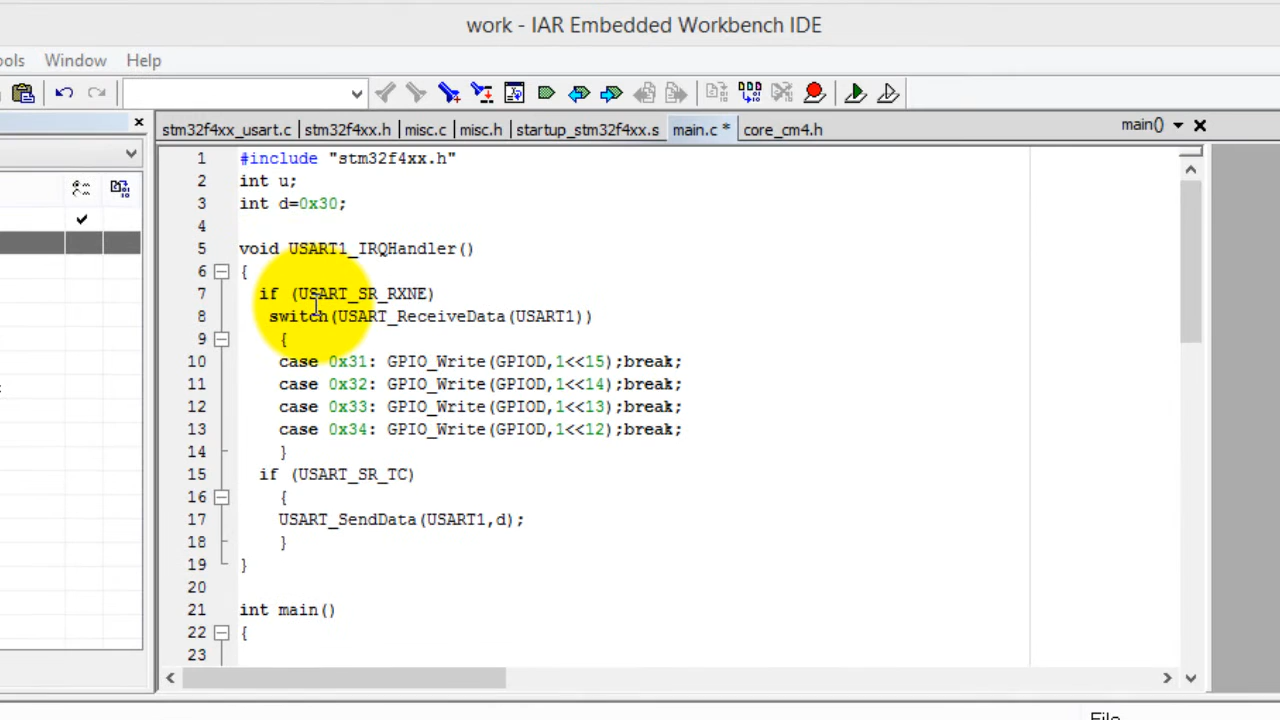 work - IAR Embedded Workbench IDE
ools Window Help
stm32f4xx_usart.c stm32f4xx.h misc.c misc.h startup_stm32f4xx.s main.c * core_cm4.h main()
1 #include "stm32f4xx.h"
2 int u;
3 int d=0x30;
4
5 void USART1_IRQHandler()
6 {
7 if (USART_SR_RXNE)
8 switch(USART_ReceiveData(USART1))
9 {
10 case 0x31: GPIO_Write(GPIOD,1<<15);break;
11 case 0x32: GPIO_Write(GPIOD,1<<14);break;
12 case 0x33: GPIO_Write(GPIOD,1<<13);break;
13 case 0x34: GPIO_Write(GPIOD,1<<12);break;
14 }
15 if (USART_SR_TC)
16 {
17 USART_SendData(USART1,d);
18 }
19 }
20
21 int main()
22 {
23
File